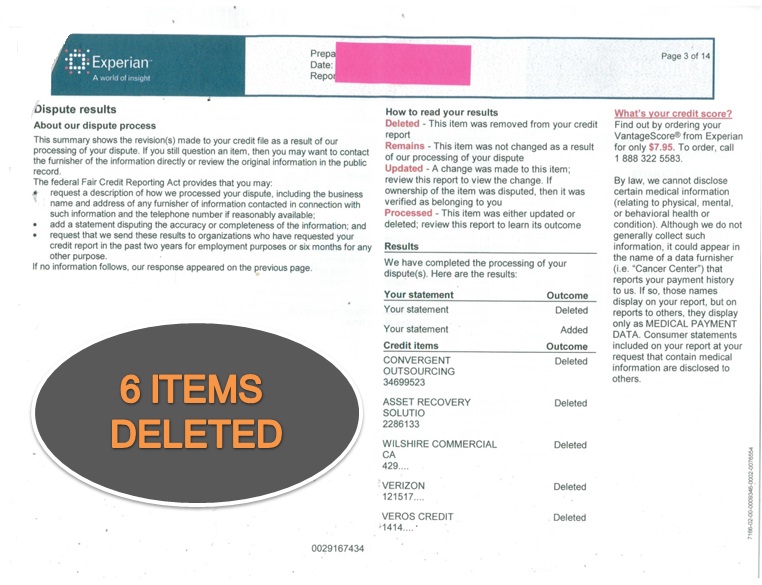 Experian™
A world of insight
Prepa
Date:
Repor
Page 3 of 14
Dispute results
About our dispute process
This summary shows the revision(s) made to your credit file as a result of our
processing of your dispute. If you still question an item, then you may want to contact
the furnisher of the information directly or review the original information in the public
record.
The federal Fair Credit Reporting Act provides that you may:
• request a description of how we processed your dispute, including the business
name and address of any furnisher of information contacted in connection with
such information and the telephone number if reasonably available;
• add a statement disputing the accuracy or completeness of the information; and
• request that we send these results to organizations who have requested your
credit report in the past two years for employment purposes or six months for any
other purpose.
If no information follows, our response appeared on the previous page.
6 ITEMS
DELETED
How to read your results
Deleted - This item was removed from your credit
report
Remains - This item was not changed as a result
of our processing of your dispute
Updated - A change was made to this item;
review this report to view the change. If
ownership of the item was disputed, then it was
verified as belonging to you
Processed - This item was either updated or
deleted; review this report to learn its outcome
Results
We have completed the processing of your
dispute(s). Here are the results:
Your statement Outcome
Your statement Deleted
Your statement Added
Credit items Outcome
CONVERGENT Deleted
OUTSOURCING
34699523
ASSET RECOVERY Deleted
SOLUTIO
2286133
WILSHIRE COMMERCIAL Deleted
CA
429....
VERIZON Deleted
121517....
VEROS CREDIT Deleted
1414....
What's your credit score?
Find out by ordering your
VantageScore® from Experian
for only $7.95. To order, call
1 888 322 5583.
By law, we cannot disclose
certain medical information
(relating to physical, mental,
or behavioral health or
condition). Although we do not
generally collect such
information, it could appear in
the name of a data furnisher
(i.e. "Cancer Center") that
reports your payment history
to us. If so, those names
display on your report, but on
reports to others, they display
only as MEDICAL PAYMENT
DATA. Consumer statements
included on your report at your
request that contain medical
information are disclosed to
others.
0029167434